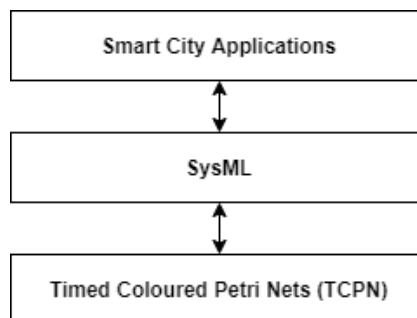 Smart City Applications
SysML
Timed Coloured Petri Nets (TCPN)